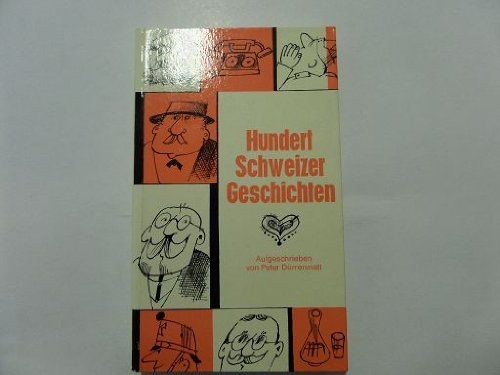 Hundert
Schweizer
Geschichten
Aufgeschrieben
von Peter Dürrenmatt